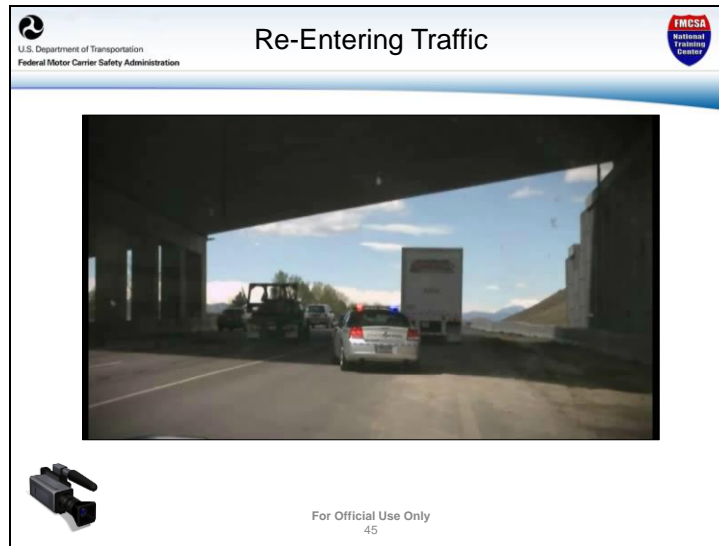 U.S. Department of Transportation
Federal Motor Carrier Safety Administration
Re-Entering Traffic
FMCSA
National
Training
Center
For Official Use Only
45